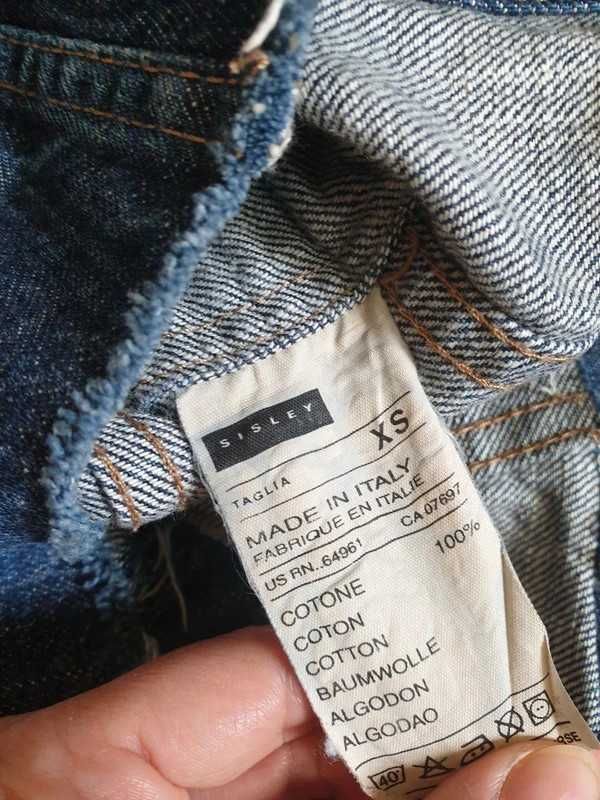 SISLEY
TAGLIA XS
MADE IN ITALY
FABRIQUE EN ITALIE
US RN..64961 CA 07697
100%
COTONE
COTON
COTTON
BAUMWOLLE
ALGODON
ALGODAO
40°